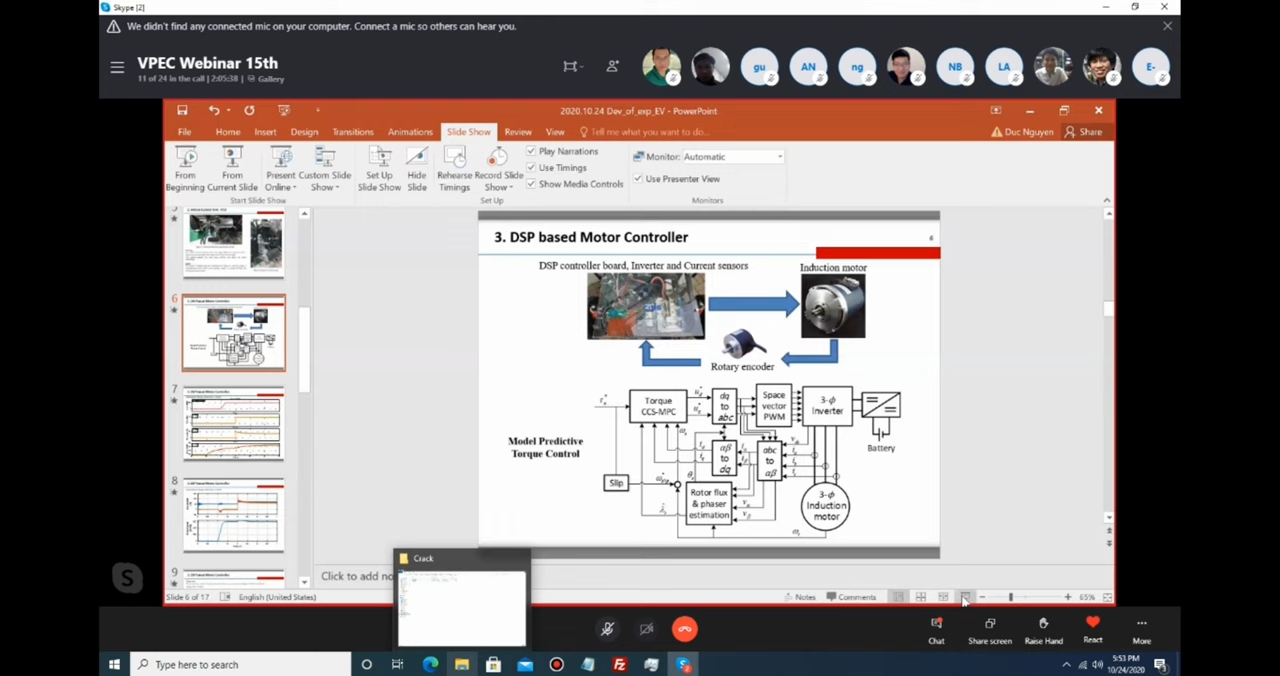 Skype [2]
We didn't find any connected mic on your computer. Connect a mic so others can hear you.
VPEC Webinar 15th
11 of 24 in the call | 2:05:38 | Gallery
gu
AN
ng
NB
LA
E-
2020.10.24 Dev_of_exp_EV - PowerPoint
File Home Insert Design Transitions Animations Slide Show Review View Tell me what you want to do...
Duc Nguyen Share
From Beginning
From Current Slide
Present Online
Custom Slide Show
Set Up Slide Show
Hide Slide
Rehearse Timings
Record Slide Show
Play Narrations
Use Timings
Show Media Controls
Monitor: Automatic
Use Presenter View
Start Slide Show
Set Up
Monitors
6
7
8
9
3. DSP based Motor Controller
6
DSP controller board, Inverter and Current sensors
Induction motor
Rotary encoder
Torque
CCS-MPC
dq
to
abc
Space
vector
PWM
3-ϕ
Inverter
Battery
Model Predictive
Torque Control
αβ
to
dq
abc
to
αβ
Slip
Rotor flux
& phaser
estimation
3-ϕ
Induction
motor
Crack
Click to add no
Slide 6 of 17 English (United States)
Notes Comments 65%
Chat
Share screen
Raise Hand
React
More
Type here to search
5:53 PM
10/24/2020